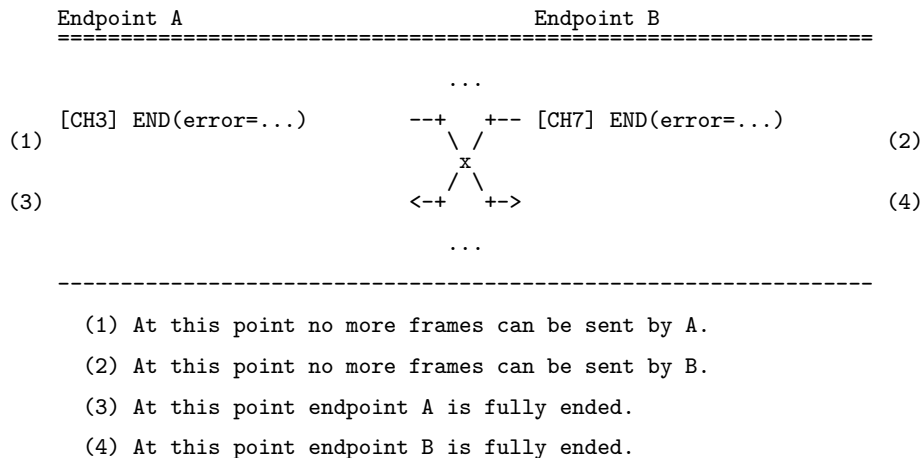 Endpoint A Endpoint B
=================================================================
...
[CH3] END(error=...) --+ +-- [CH7] END(error=...)
(1) \ / (2)
x
/ \
(3) <-+ +-> (4)
...
-----------------------------------------------------------------
(1) At this point no more frames can be sent by A.
(2) At this point no more frames can be sent by B.
(3) At this point endpoint A is fully ended.
(4) At this point endpoint B is fully ended.